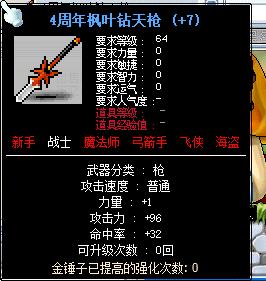 4周年枫叶钻天枪 (+7)
要求等级: 64
要求力量: 0
要求敏捷: 0
要求智力: 0
要求运气: 0
要求人气度: -
道具等级: -
道具经验值: -
新手 战士 魔法师 弓箭手 飞侠 海盗
武器分类 : 枪
攻击速度 : 普通
力量 : +1
攻击力 : +96
命中率 : +32
可升级次数 : 0回
金锤子已提高的强化次数: 0